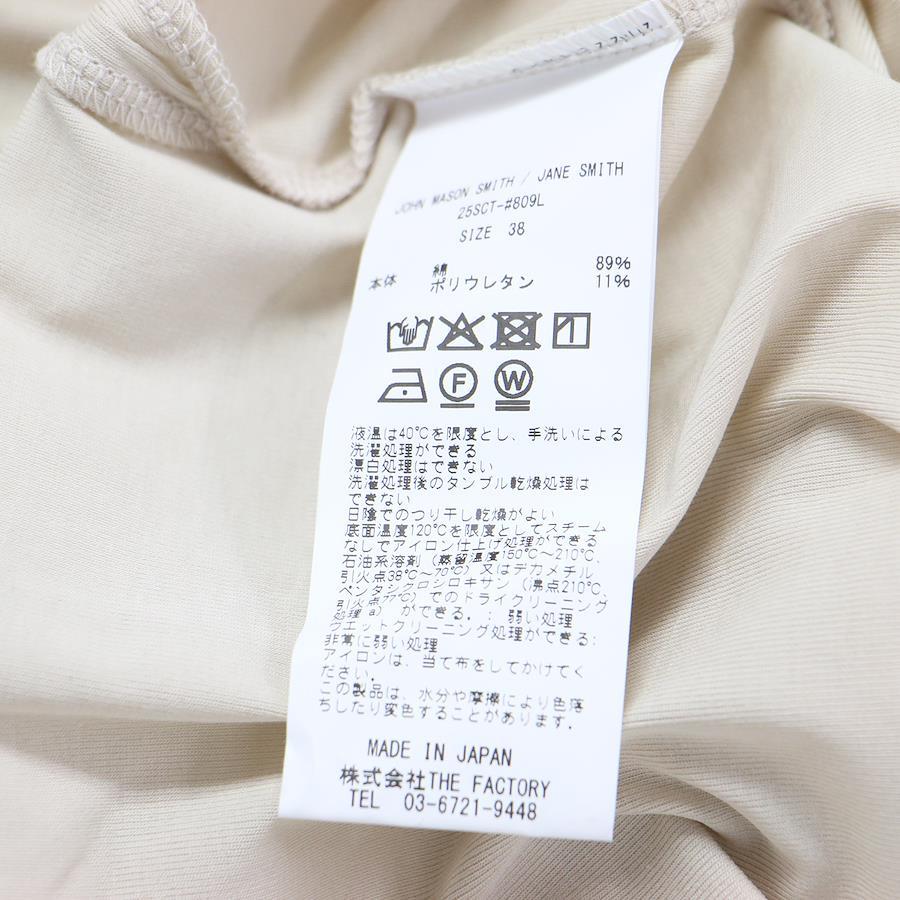 JOHN MASON SMITH / JANE SMITH
25SCT-#809L
SIZE 38
本体 綿 89%
ポリウレタン 11%
F W
液温は40℃を限度とし、手洗いによる
洗濯処理ができる
漂白処理はできない
洗濯処理後のタンブル乾燥処理は
できない
日陰でのつり干し乾燥がよい
底面温度120℃を限度としてスチーム
なしでアイロン仕上げ処理ができる
石油系溶剤(蒸留温度150℃～210℃、
引火点38℃～70℃)又はデカメチル
ペンタシクロシロキサン(沸点210℃、
引火点77℃)でのドライクリーニング
処理 a) ができる.:弱い処理
ウエットクリーニング処理ができる:
非常に弱い処理
アイロンは、当て布をしてかけてく
ださい.
この製品は、水分や摩擦により色落
ちしたり変色することがあります.
MADE IN JAPAN
株式会社THE FACTORY
TEL 03-6721-9448